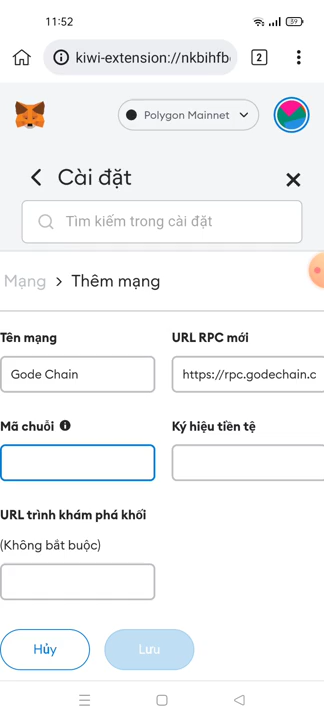 11:52
39
kiwi-extension://nkbihfb
2
Polygon Mainnet
Cài đặt
Tìm kiếm trong cài đặt
Mạng > Thêm mạng
Tên mạng
URL RPC mới
Gode Chain
https://rpc.godechain.c
Mã chuỗi
Ký hiệu tiền tệ
URL trình khám phá khối
(Không bắt buộc)
Hủy
Lưu